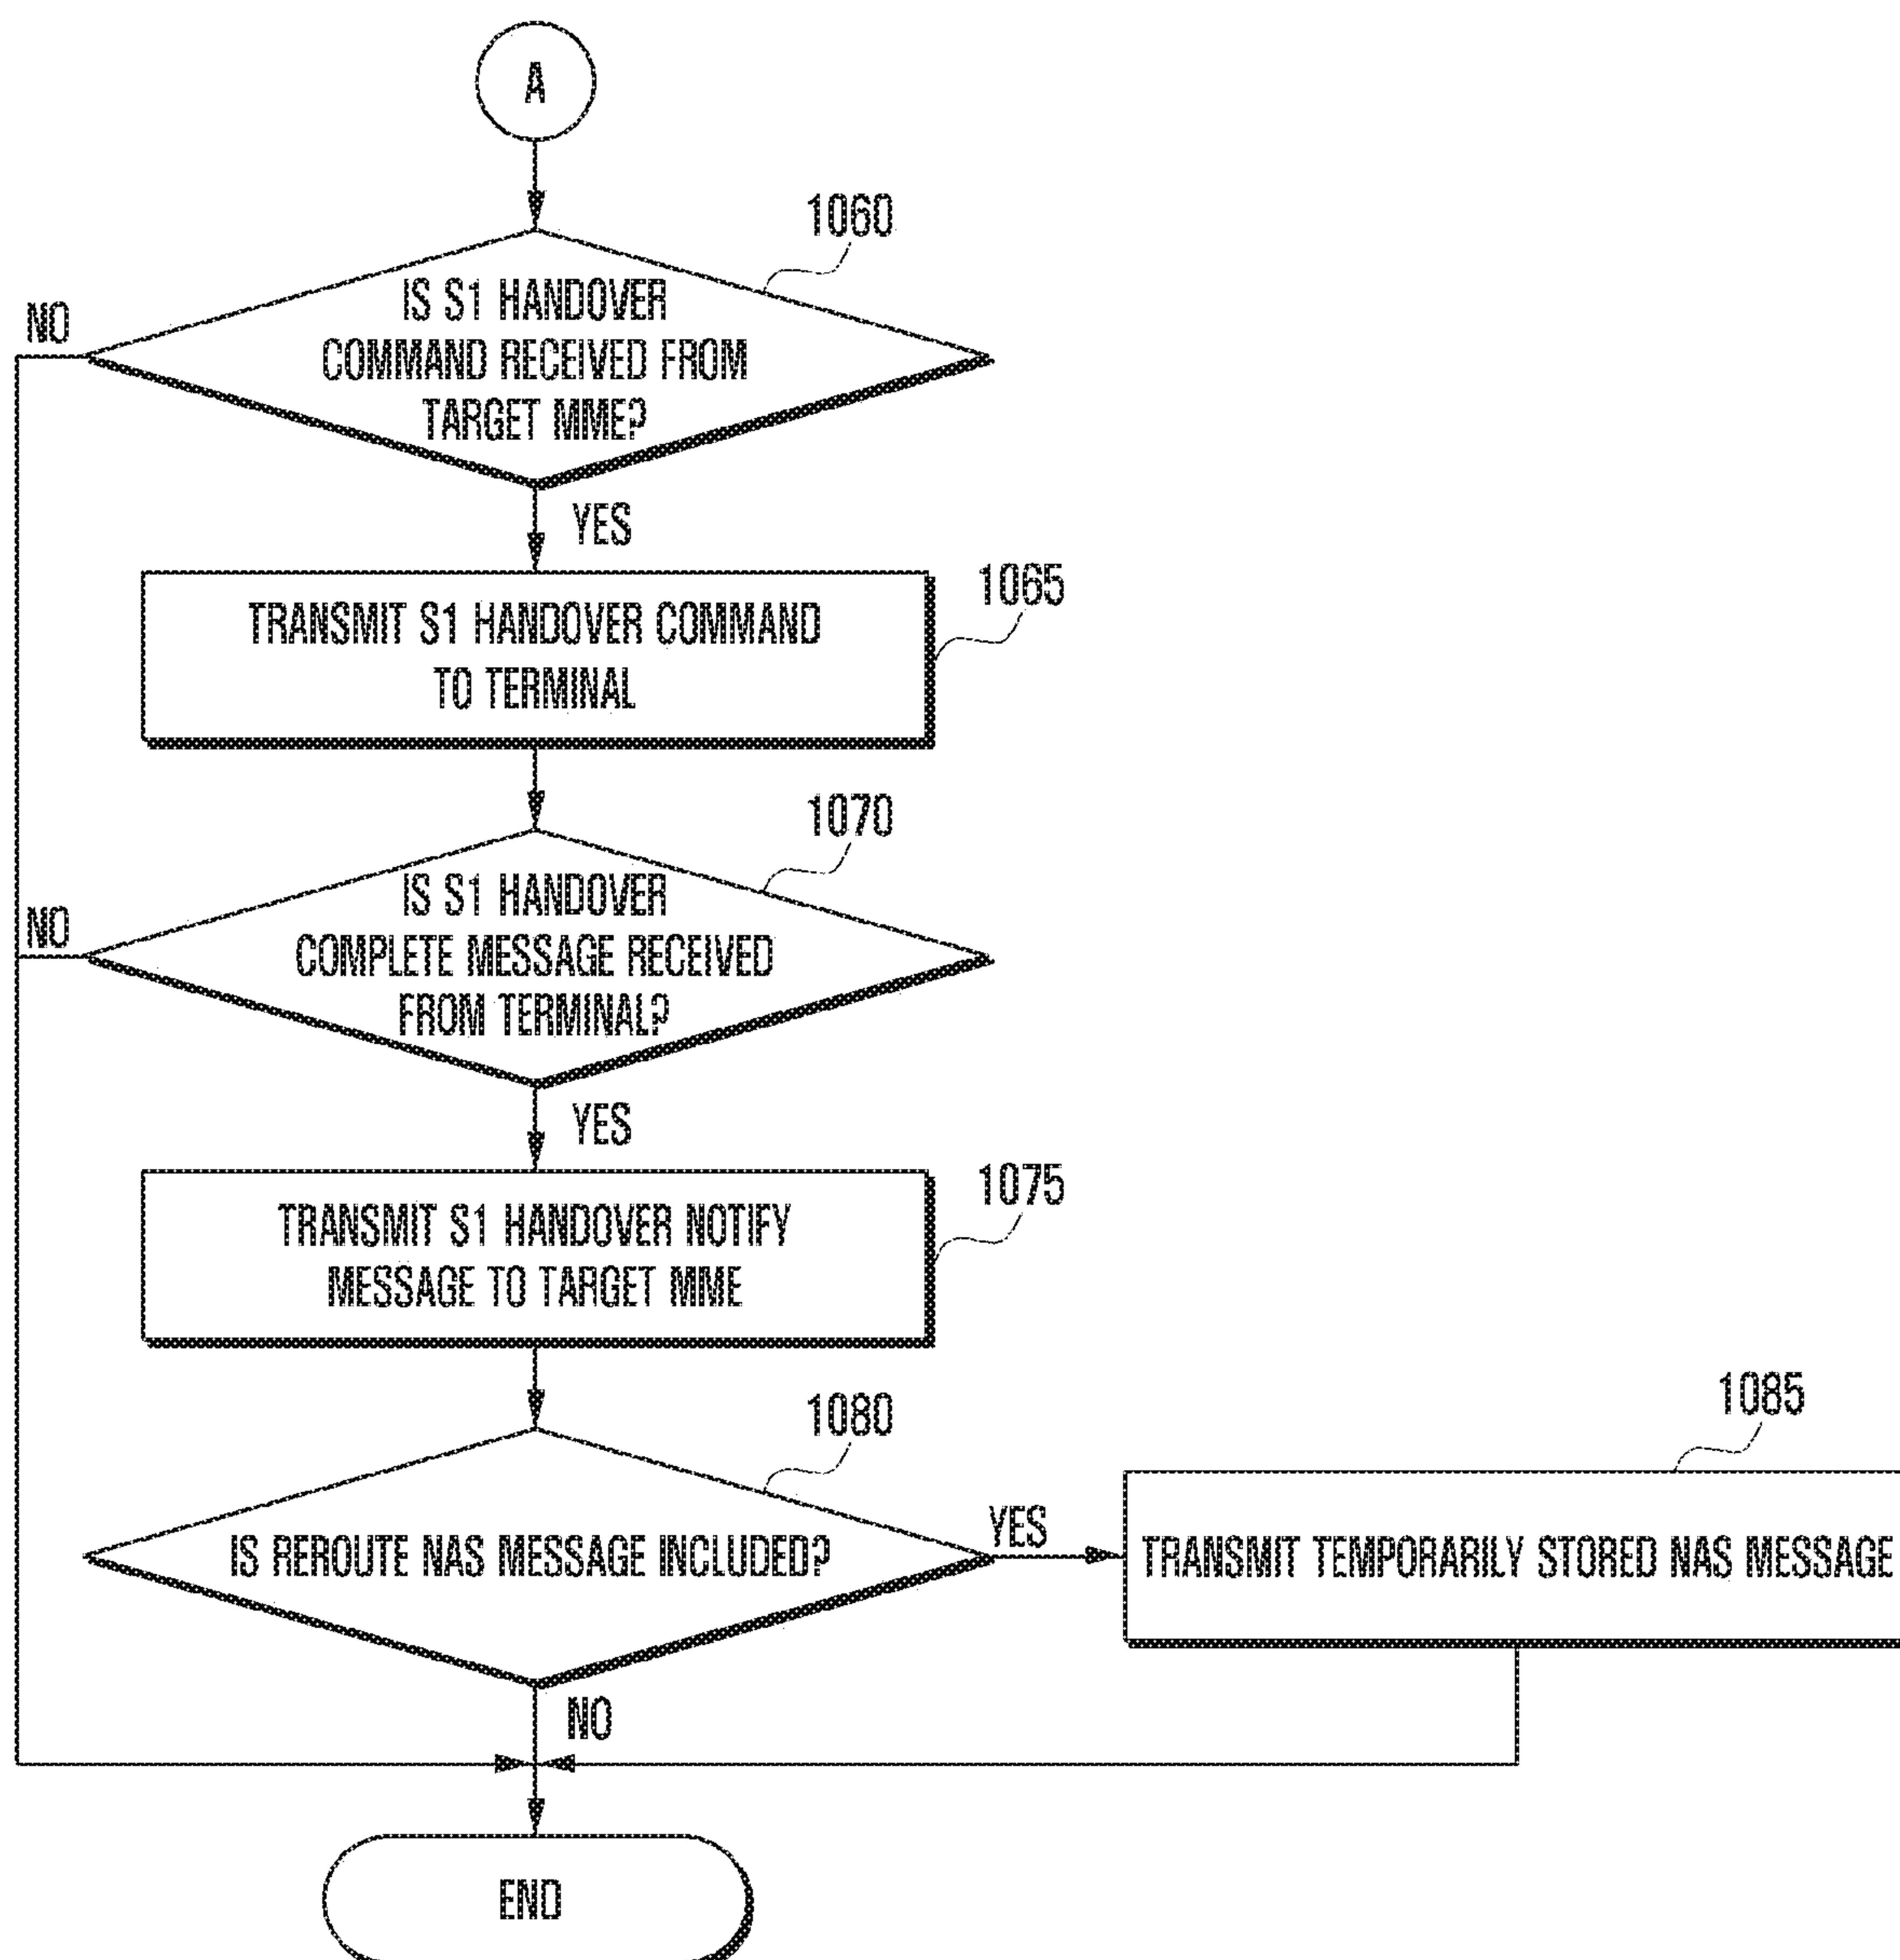 A
1060
IS S1 HANDOVER
COMMAND RECEIVED FROM
TARGET MME?
NO
YES
1065
TRANSMIT S1 HANDOVER COMMAND
TO TERMINAL
1070
IS S1 HANDOVER
COMPLETE MESSAGE RECEIVED
FROM TERMINAL?
NO
YES
1075
TRANSMIT S1 HANDOVER NOTIFY
MESSAGE TO TARGET MME
1080
IS REROUTE NAS MESSAGE INCLUDED?
YES
1085
TRANSMIT TEMPORARILY STORED NAS MESSAGE
NO
END